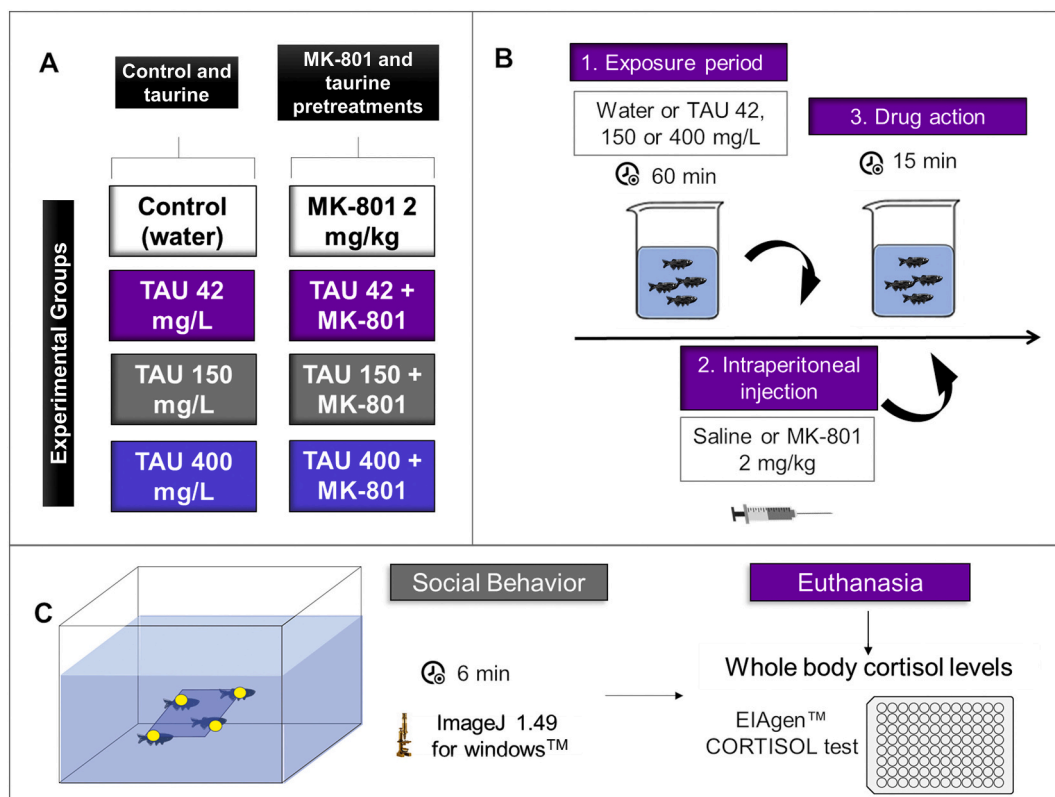 A
Control and
taurine
MK-801 and
taurine
pretreatments
Experimental Groups
Control
(water)
MK-801 2
mg/kg
TAU 42
mg/L
TAU 42 +
MK-801
TAU 150
mg/L
TAU 150 +
MK-801
TAU 400
mg/L
TAU 400 +
MK-801
B
1. Exposure period
Water or TAU 42,
150 or 400 mg/L
60 min
3. Drug action
15 min
2. Intraperitoneal
injection
Saline or MK-801
2 mg/kg
C
Social Behavior
6 min
ImageJ 1.49
for windows™
Euthanasia
Whole body cortisol levels
EIAgen™
CORTISOL test